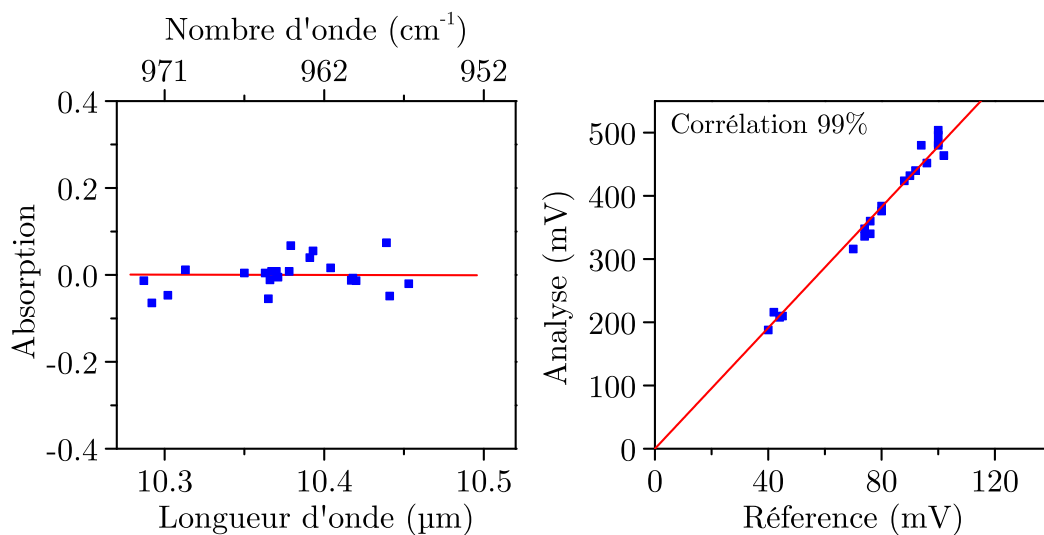 Nombre d'onde (cm-1)
971 962 952
0.4
0.2
0.0
-0.2
-0.4
Absorption
10.3 10.4 10.5
Longueur d'onde (µm)
Corrélation 99%
500
400
300
200
100
0
Analyse (mV)
0 40 80 120
Réference (mV)